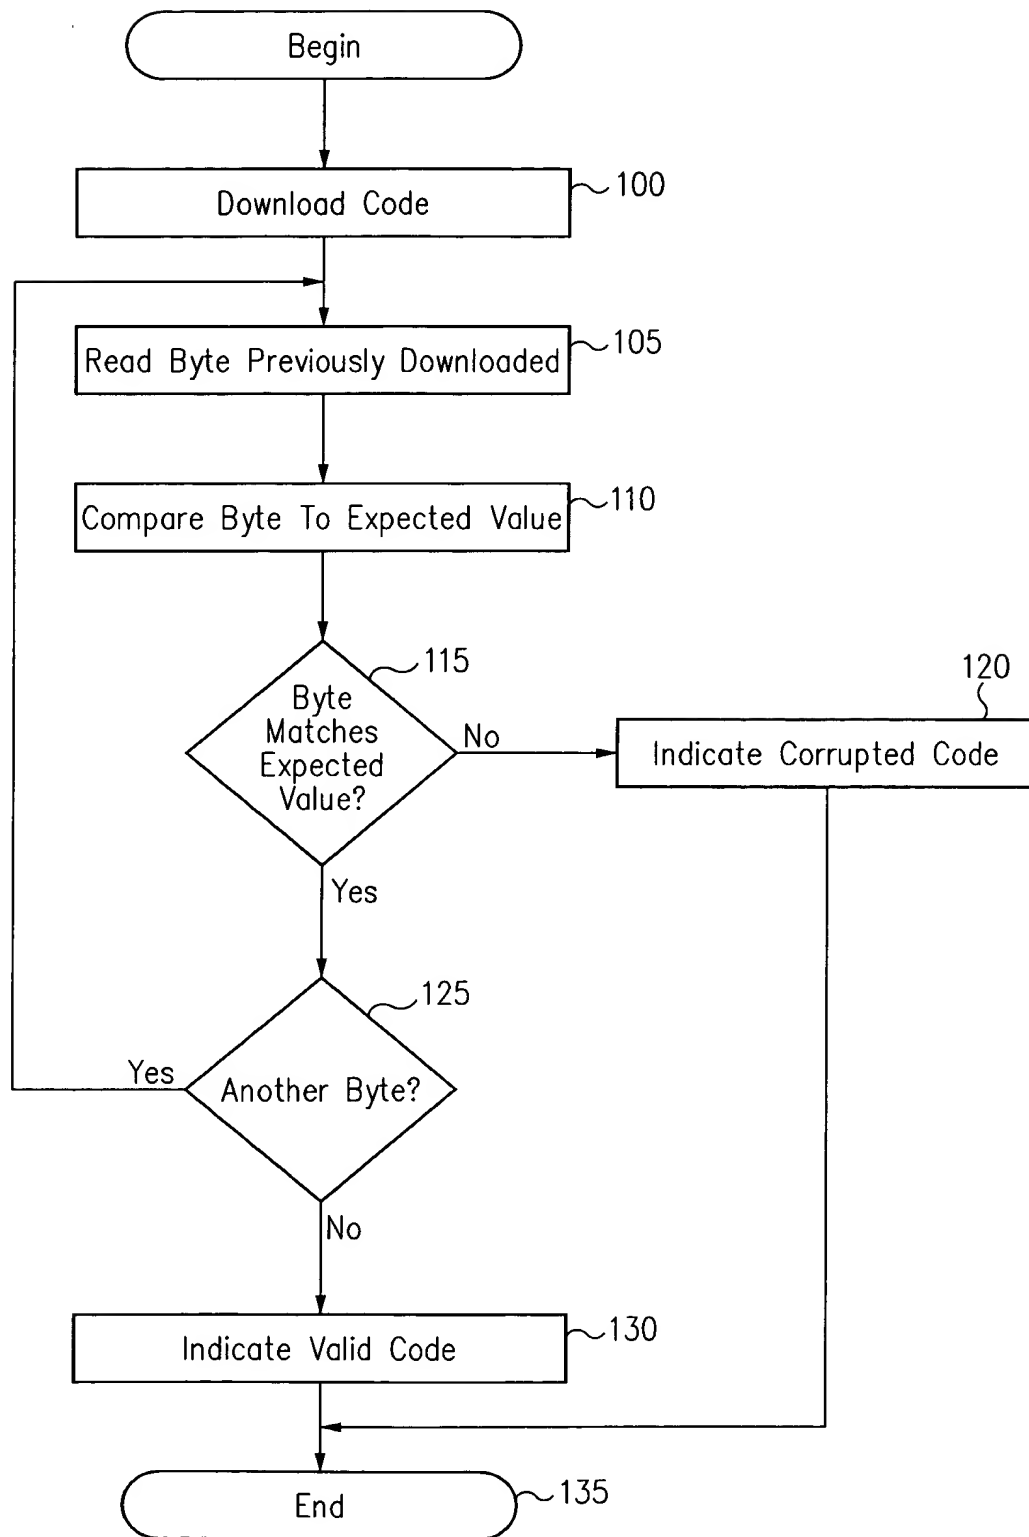 Begin
Download Code
100
Read Byte Previously Downloaded
105
Compare Byte To Expected Value
110
115
Byte
Matches
Expected
Value?
No
120
Indicate Corrupted Code
Yes
125
Another Byte?
Yes
No
Indicate Valid Code
130
End
135